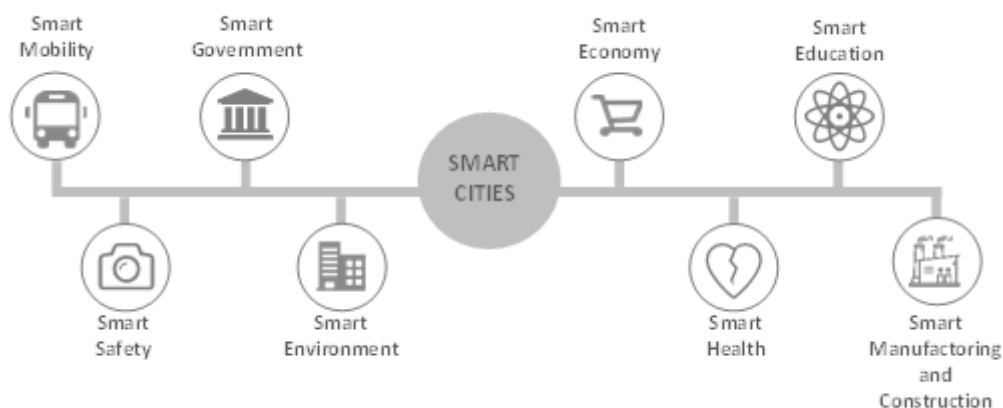 Smart
Mobility
Smart
Government
Smart
Economy
Smart
Education
SMART
CITIES
Smart
Safety
Smart
Environment
Smart
Health
Smart
Manufactoring
and
Construction